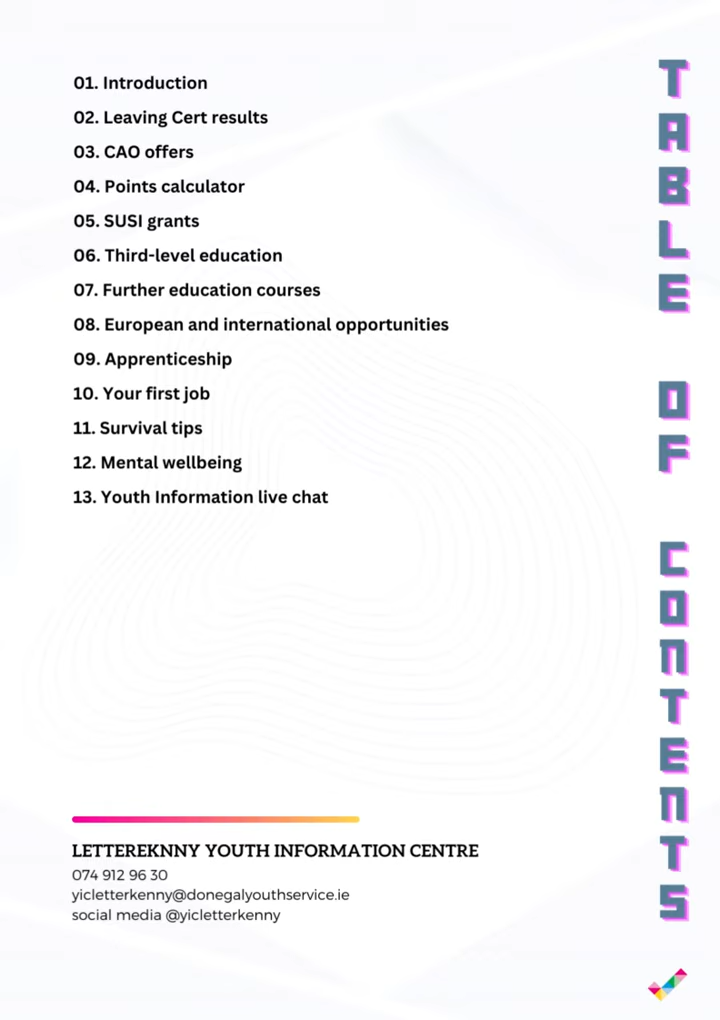 01. Introduction
02. Leaving Cert results
03. CAO offers
04. Points calculator
05. SUSI grants
06. Third-level education
07. Further education courses
08. European and international opportunities
09. Apprenticeship
10. Your first job
11. Survival tips
12. Mental wellbeing
13. Youth Information live chat
TABLE OF CONTENTS
LETTEREKNNY YOUTH INFORMATION CENTRE
074 912 96 30
yicletterkenny@donegalyouthservice.ie
social media @yicletterkenny